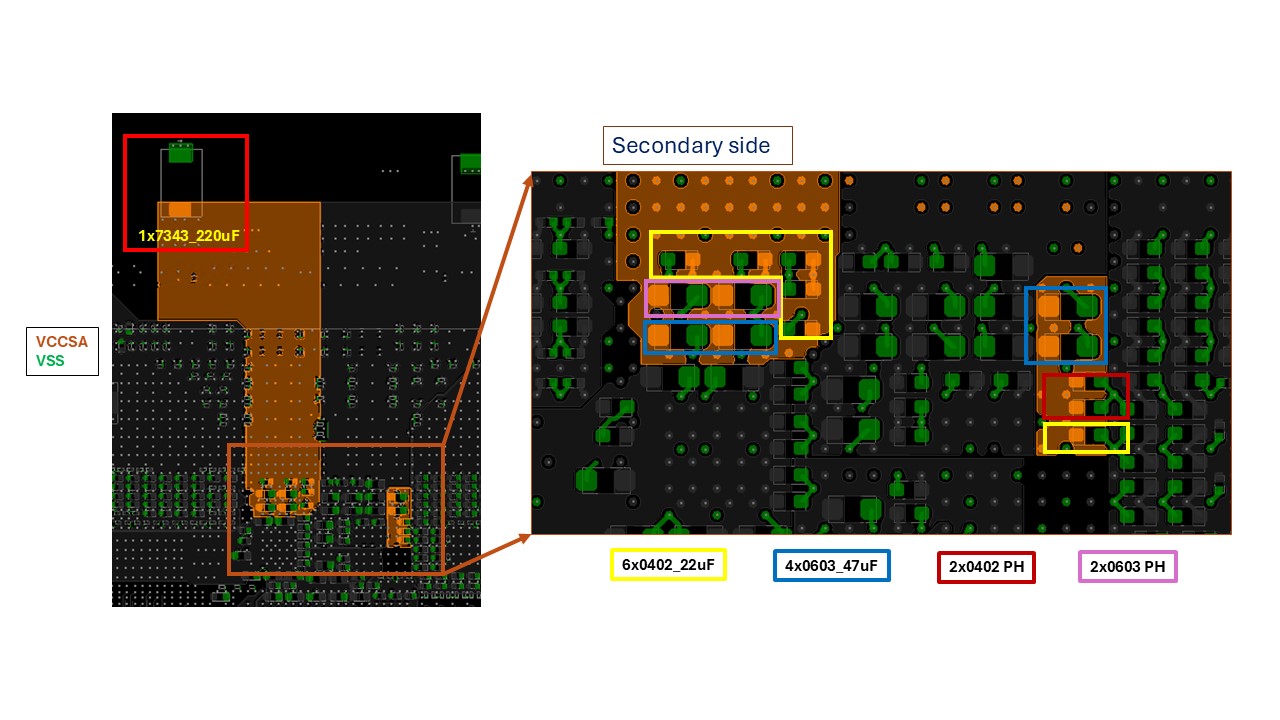 Secondary side
1x7343_220uF
VCCSA
VSS
6x0402_22uF
4x0603_47uF
2x0402 PH
2x0603 PH